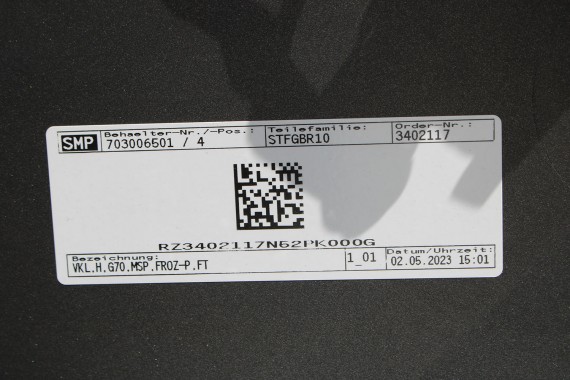 SMP Behaelter-Nr./-Pos.: Teilefamilie: Order-Nr.:
703006501 / 4 STFGBR10 3402117
RZ3402117N52PK000G
Bezeichnung: Datum/Uhrzeit:
VKL.H.G70.MSP.FROZ-P.FT 1_01 02.05.2023 15:01